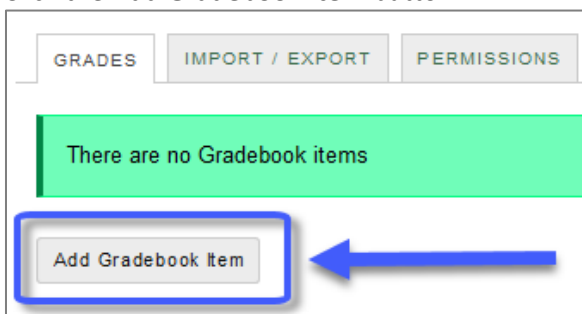 GRADES IMPORT / EXPORT PERMISSIONS
There are no Gradebook items
Add Gradebook Item